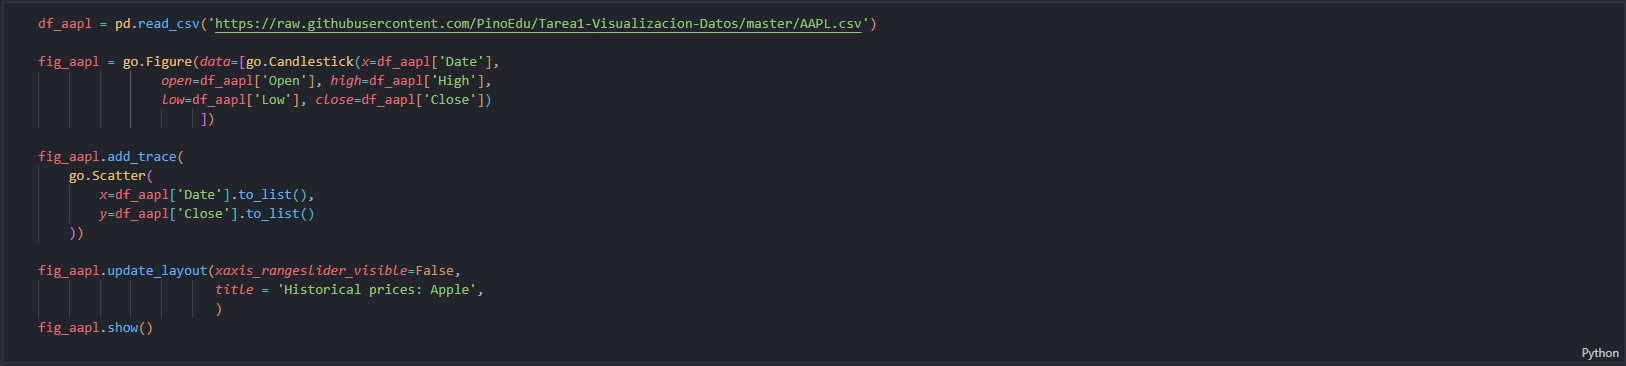 df_aapl = pd.read_csv('https://raw.githubusercontent.com/PinoEdu/Tarea1-Visualizacion-Datos/master/AAPL.csv')
fig_aapl = go.Figure(data=[go.Candlestick(x=df_aapl['Date'],
open=df_aapl['Open'], high=df_aapl['High'],
low=df_aapl['Low'], close=df_aapl['Close'])
])
fig_aapl.add_trace(
go.Scatter(
x=df_aapl['Date'].to_list(),
y=df_aapl['Close'].to_list()
))
fig_aapl.update_layout(xaxis_rangeslider_visible=False,
title = 'Historical prices: Apple',
)
fig_aapl.show()
Python